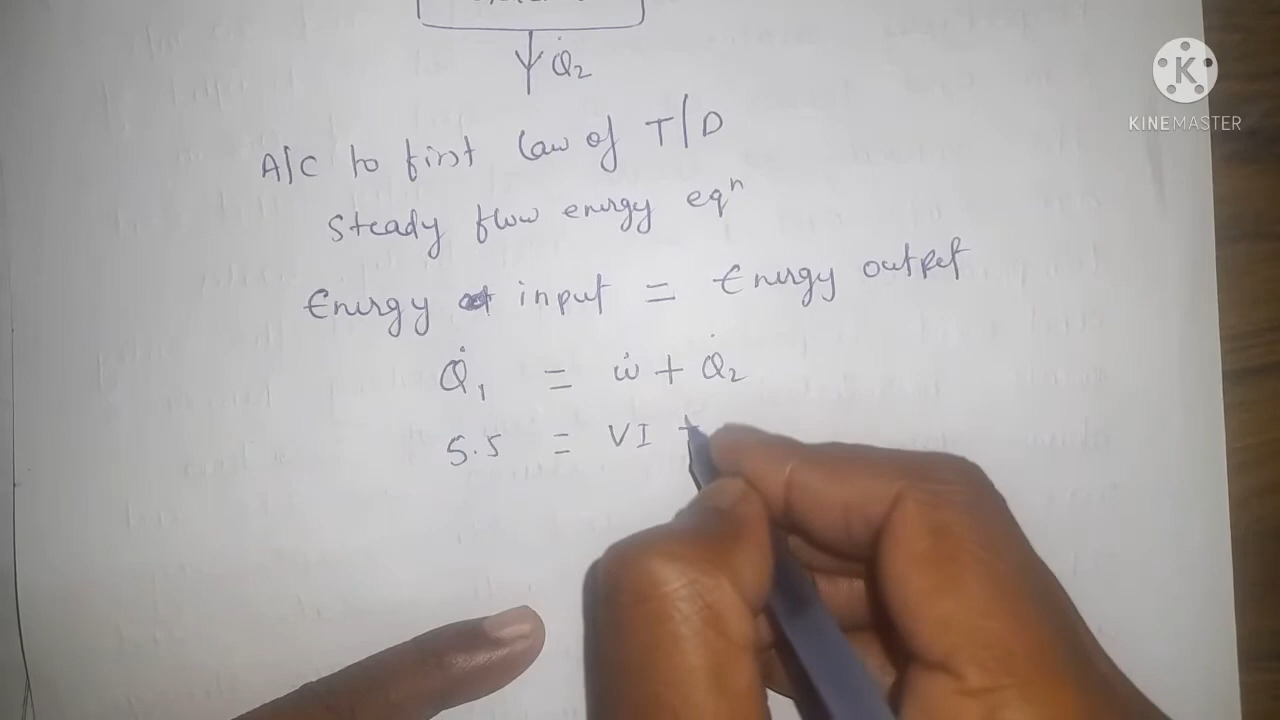 Q̇2
A/C to first law of T/D
Steady flow energy eqⁿ
Energy input = Energy output
Q̇1 = ẇ + Q̇2
5.5 = VI +
K
KINEMASTER